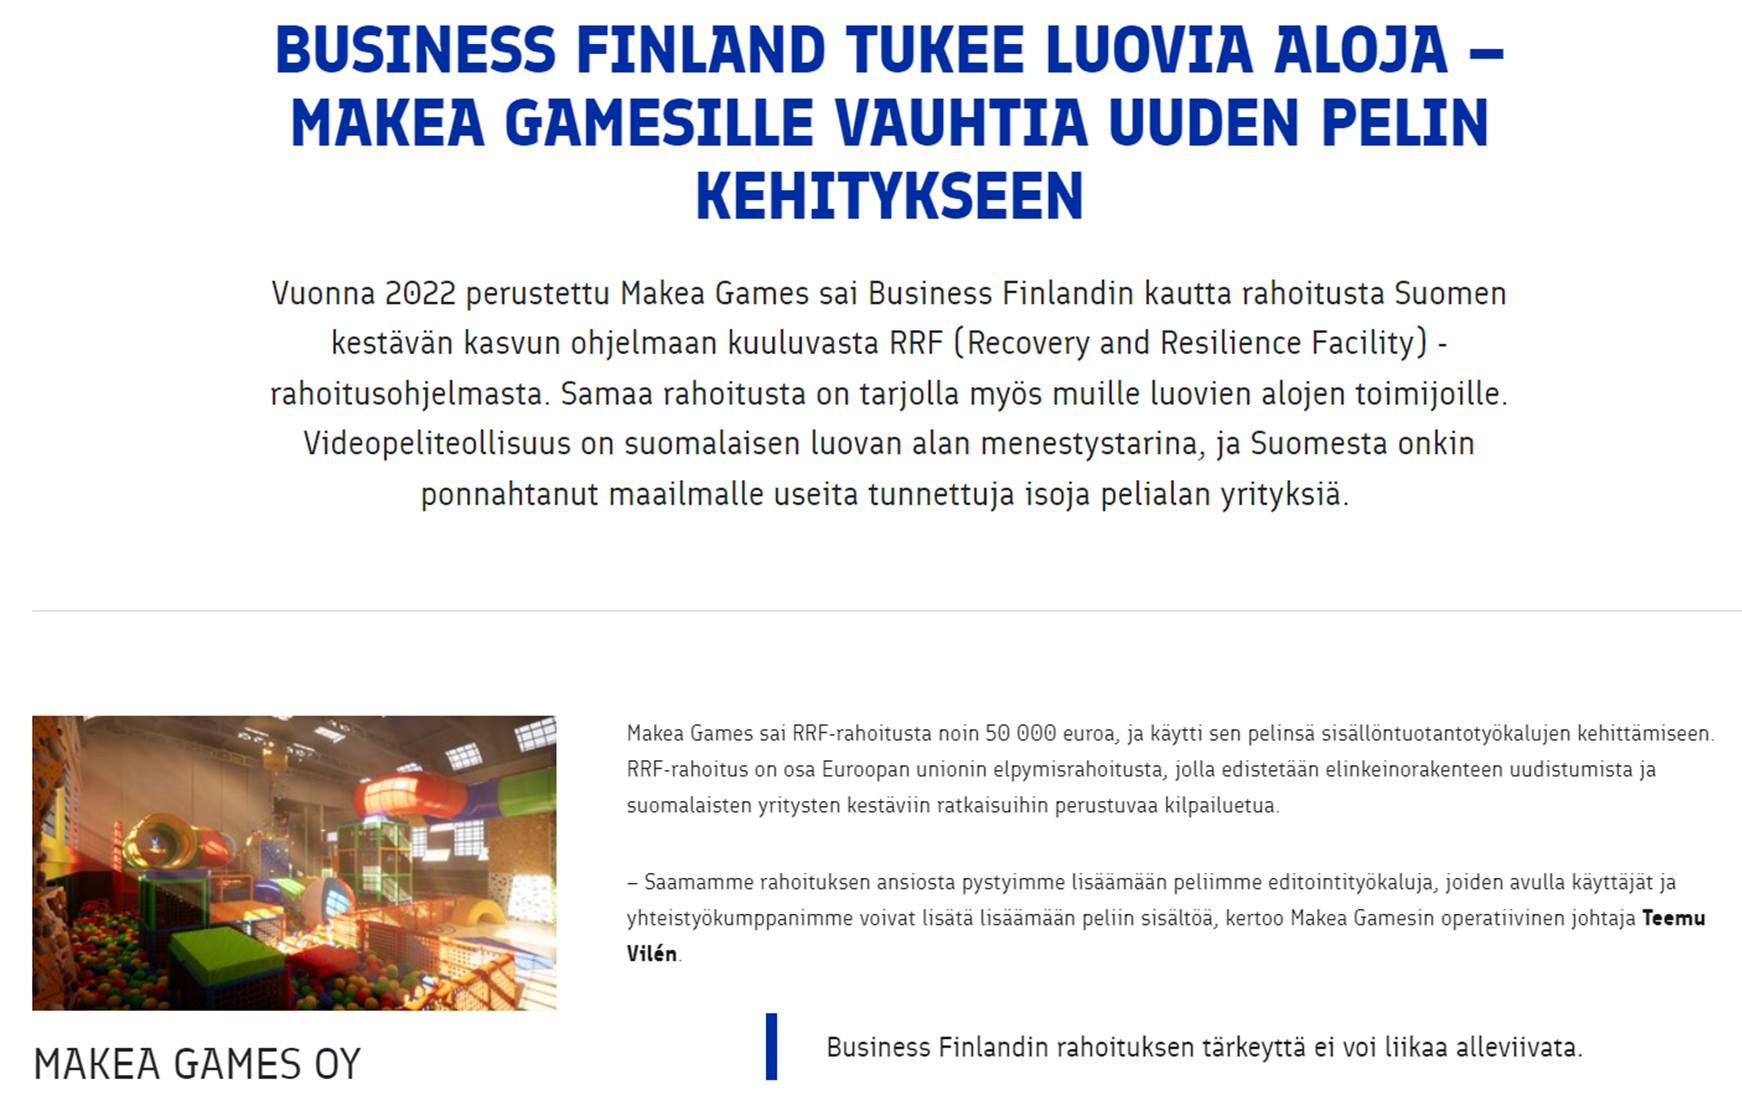 BUSINESS FINLAND TUKEE LUOVIA ALOJA –
MAKEA GAMESILLE VAUHTIA UUDEN PELIN
KEHITYKSEEN
Vuonna 2022 perustettu Makea Games sai Business Finlandin kautta rahoitusta Suomen
kestävän kasvun ohjelmaan kuuluvasta RRF (Recovery and Resilience Facility) -
rahoitusohjelmasta. Samaa rahoitusta on tarjolla myös muille luovien alojen toimijoille.
Videopeliteollisuus on suomalaisen luovan alan menestystarina, ja Suomesta onkin
ponnahtanut maailmalle useita tunnettuja isoja pelialan yrityksiä.
Makea Games sai RRF-rahoitusta noin 50 000 euroa, ja käytti sen pelinsä sisällöntuotantotyökalujen kehittämiseen.
RRF-rahoitus on osa Euroopan unionin elpymisrahoitusta, jolla edistetään elinkeinorakenteen uudistumista ja
suomalaisten yritysten kestäviin ratkaisuihin perustuvaa kilpailuetua.
– Saamamme rahoituksen ansiosta pystyimme lisäämään peliimme editointityökaluja, joiden avulla käyttäjät ja
yhteistyökumppanimme voivat lisätä lisäämään peliin sisältöä, kertoo Makea Gamesin operatiivinen johtaja Teemu
Vilén.
Business Finlandin rahoituksen tärkeyttä ei voi liikaa alleviivata.
MAKEA GAMES OY